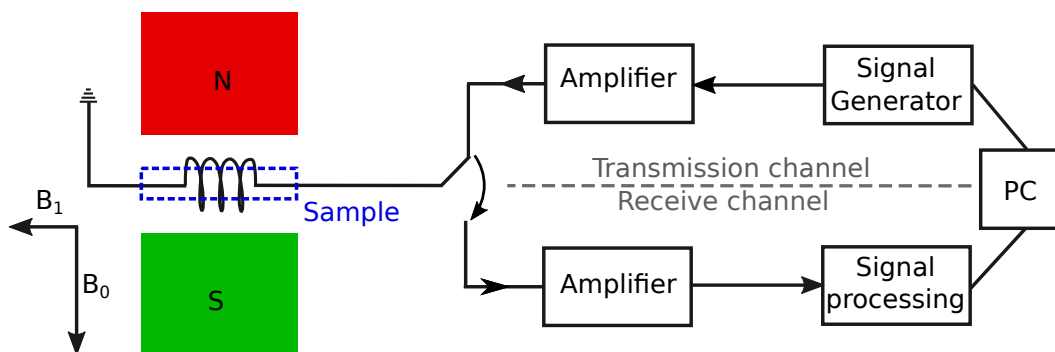 N
Amplifier
Signal
Generator
Transmission channel
Receive channel
PC
Sample
B1
B0
S
Amplifier
Signal
processing